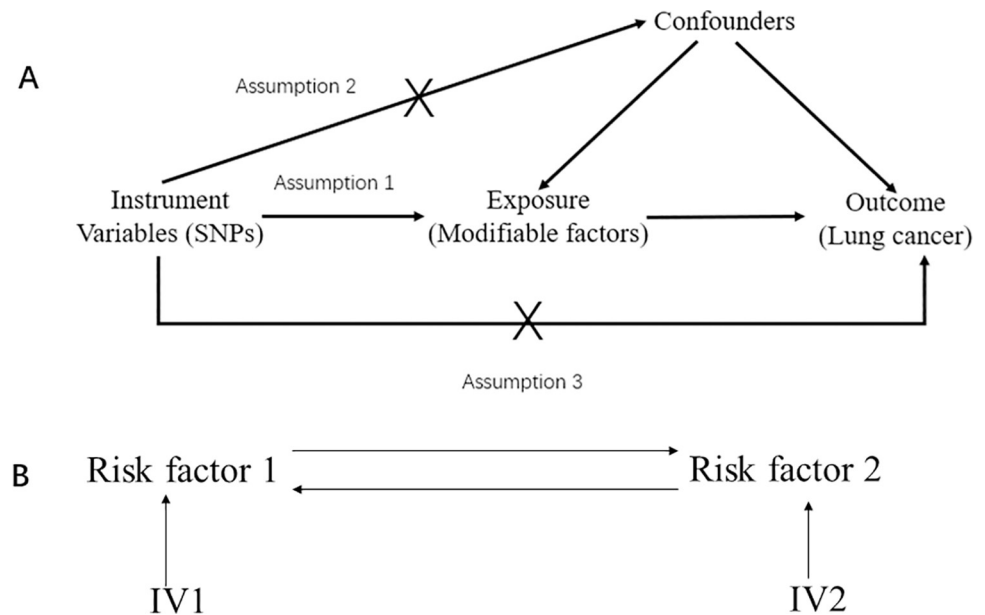 Confounders
A
Assumption 2
Assumption 1
Instrument
Variables (SNPs)
Exposure
(Modifiable factors)
Outcome
(Lung cancer)
Assumption 3
B
Risk factor 1
Risk factor 2
IV1
IV2